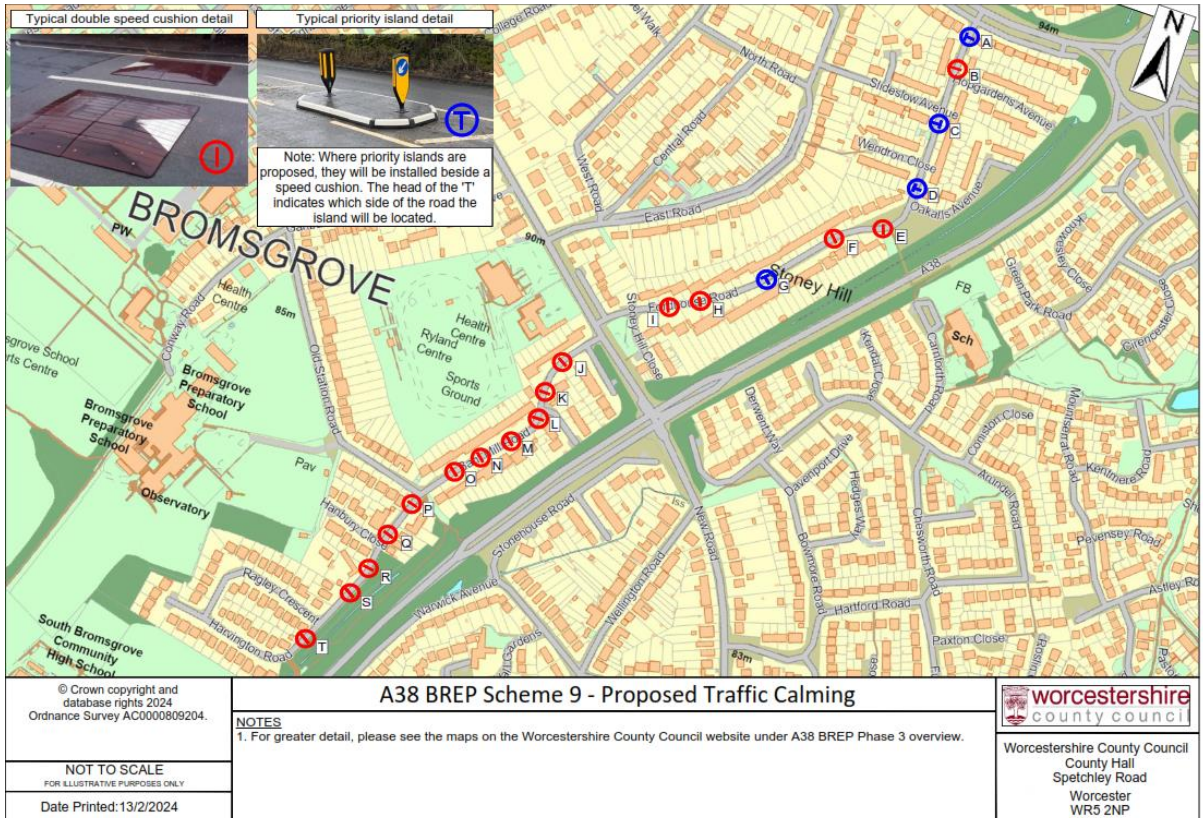 Typical double speed cushion detail
Typical priority island detail
T
Note: Where priority islands are
proposed, they will be installed beside a
speed cushion. The head of the 'T'
indicates which side of the road the
island will be located.
N
94m
A
B
C
D
E
F
G
H
I
J
K
L
M
N
O
P
Q
R
S
T
BROMSGROVE
PW
Health
Centre
85m
90m
Conway Road
Old Station Road
Bromsgrove
Preparatory
School
Bromsgrove
Preparatory
School
Observatory
Pav
Health
Centre
Ryland
Centre
Sports
Ground
West Road
Central Road
North Road
East Road
Slideslow Avenue
Hopgardens Avenue
Wendron Close
Oakalls Avenue
Stoney Hill
Stoney Hill Close
A38
FB
Sch
Green Park Road
Knowesley Close
Cirencester Close
Kendal Close
Carnforth Road
Coniston Close
Arundel Road
Mountserrat Road
Kentmere Road
Pevensey Road
Astley Ro
Derwent Way
Davenport Drive
Hedges Way
Bowmore Road
Chesworth Road
Hartford Road
Paxton Close
New Road
Wellington Road
Iss
Stonehouse Road
Warwick Avenue
Gardens
83m
Hanbury Close
Ragley Crescent
Harvington Road
South Bromsgrove
Community
High School
© Crown copyright and
database rights 2024
Ordnance Survey AC0000809204.
NOT TO SCALE
FOR ILLUSTRATIVE PURPOSES ONLY
Date Printed:13/2/2024
A38 BREP Scheme 9 - Proposed Traffic Calming
NOTES
1. For greater detail, please see the maps on the Worcestershire County Council website under A38 BREP Phase 3 overview.
worcestershire
county council
Worcestershire County Council
County Hall
Spetchley Road
Worcester
WR5 2NP